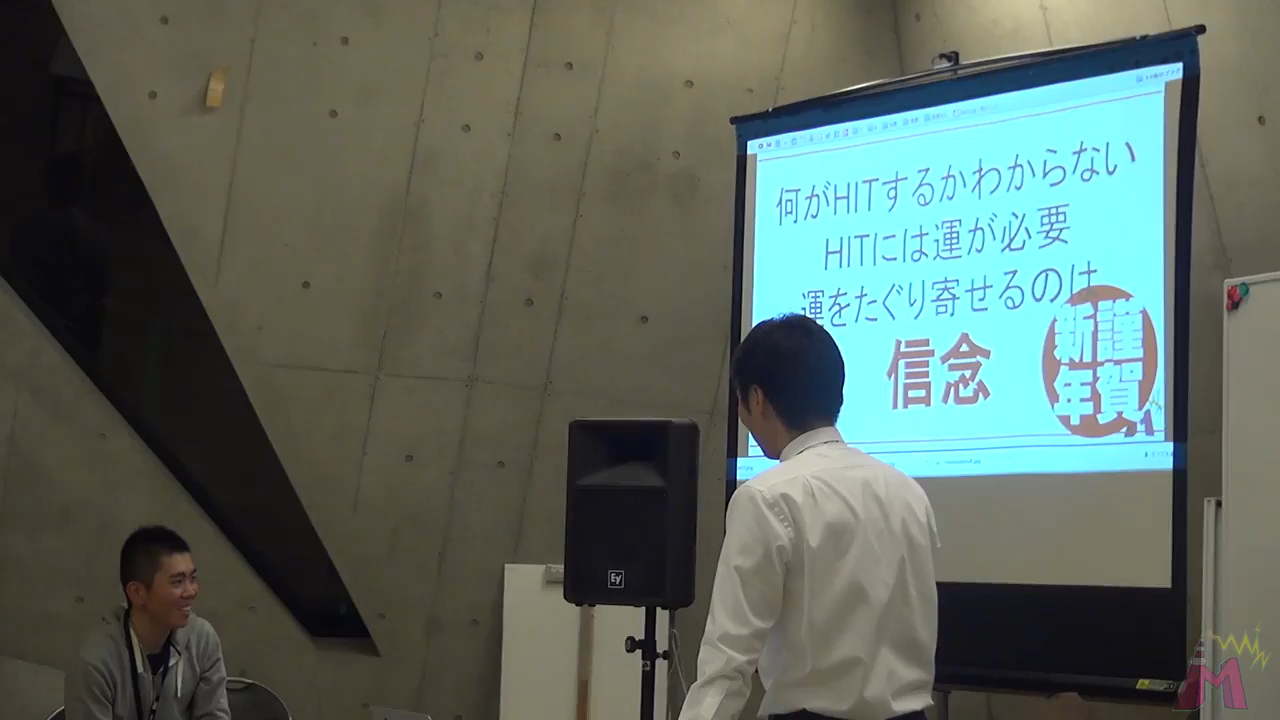 何がHITするかわからない
HITには運が必要
運をたぐり寄せるのは
信念
謹賀
新年
Ey
M